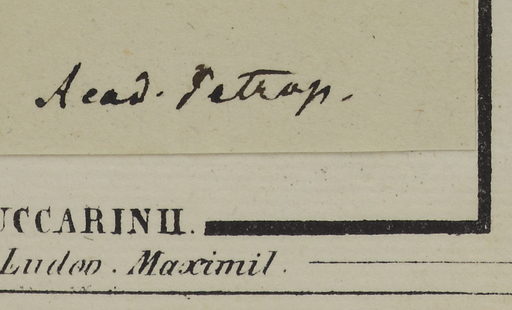 Acad. Petrop.
UCCARINII.
Ludov. Maximil.